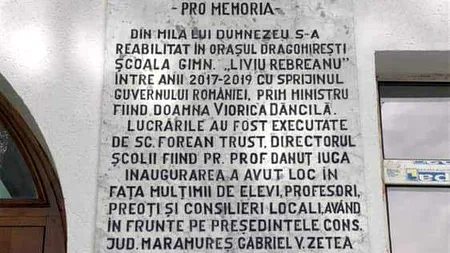 - PRO MEMORIA-
DIN MILA LUI DUMNEZEU S-A
REABILITAT ÎN ORAȘUL DRAGOMIREȘTI
ȘCOALA GIMN. „LIVIU REBREANU"
ÎNTRE ANII 2017-2019 CU SPRIJINUL
GUVERNULUI ROMÂNIEI, PRIM MINISTRU
FIIND DOAMNA VIORICA DĂNCILĂ.
LUCRĂRILE AU FOST EXECUTATE
DE SC. FOREAN TRUST, DIRECTORUL
ȘCOLII FIIND PR. PROF DANUȚ IUGA
INAUGURAREA A AVUT LOC ÎN
FAȚA MULȚIMII DE ELEVI, PROFESORI,
PREOȚI ȘI CONSILIERI LOCALI, AVÂND
ÎN FRUNTE PE PREȘEDINTELE CONS.
JUD. MARAMUREȘ GABRIEL V. ZETEA